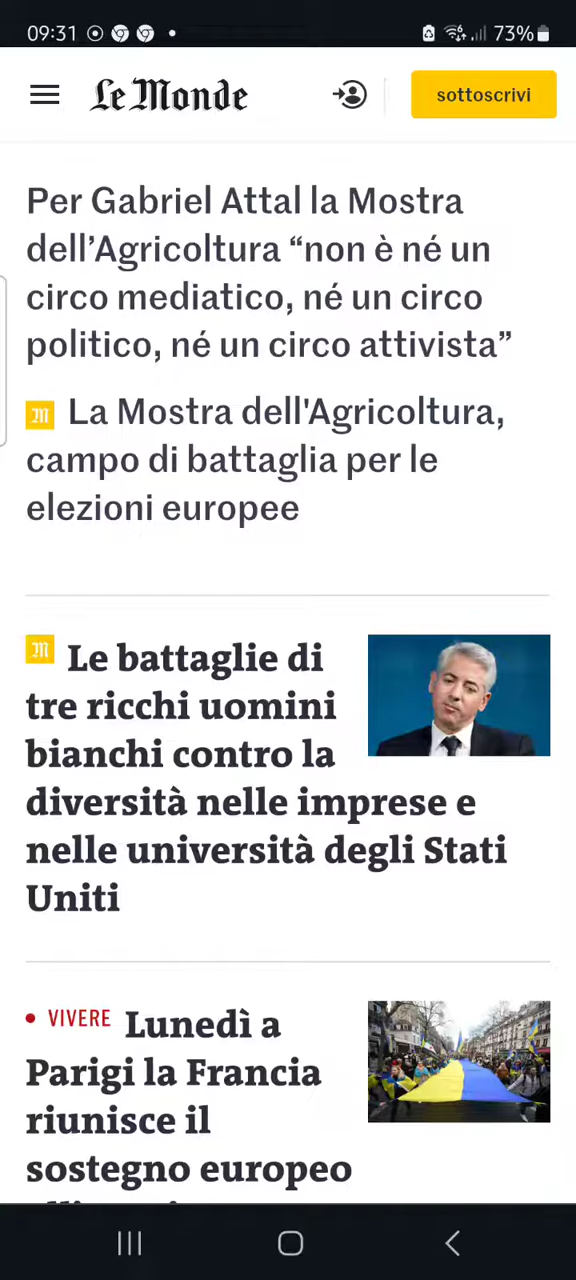 09:31
73%
Le Monde
sottoscrivi
Per Gabriel Attal la Mostra
dell’Agricoltura “non è né un
circo mediatico, né un circo
politico, né un circo attivista”
M La Mostra dell'Agricoltura,
campo di battaglia per le
elezioni europee
M Le battaglie di
tre ricchi uomini
bianchi contro la
diversità nelle imprese e
nelle università degli Stati
Uniti
• VIVERE Lunedì a
Parigi la Francia
riunisce il
sostegno europeo